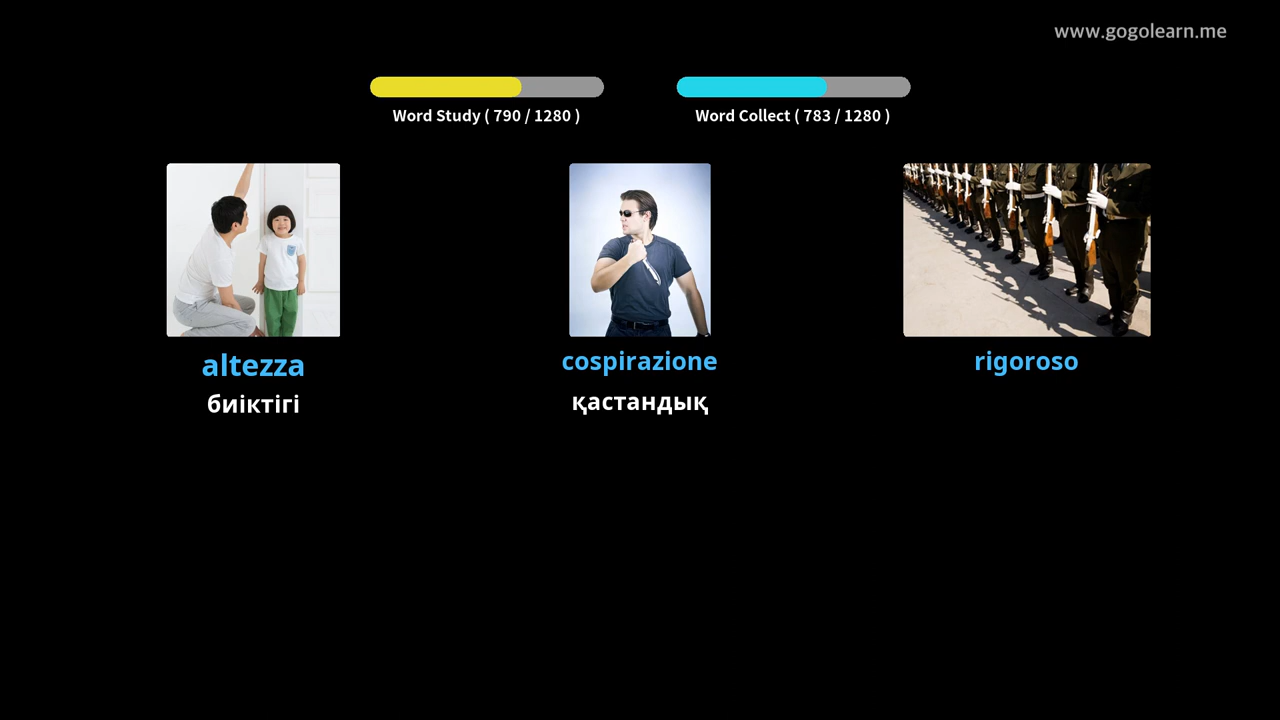 www.gogolearn.me
Word Study ( 790 / 1280 )
Word Collect ( 783 / 1280 )
altezza
cospirazione
rigoroso
биіктігі
қастандық